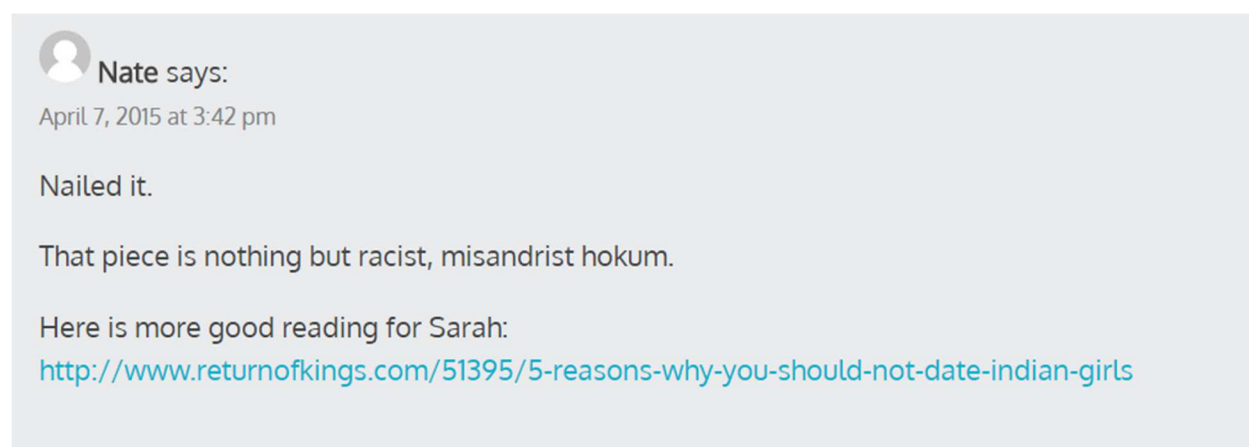 Nate says:
April 7, 2015 at 3:42 pm
Nailed it.
That piece is nothing but racist, misandrist hokum.
Here is more good reading for Sarah:
http://www.returnofkings.com/51395/5-reasons-why-you-should-not-date-indian-girls